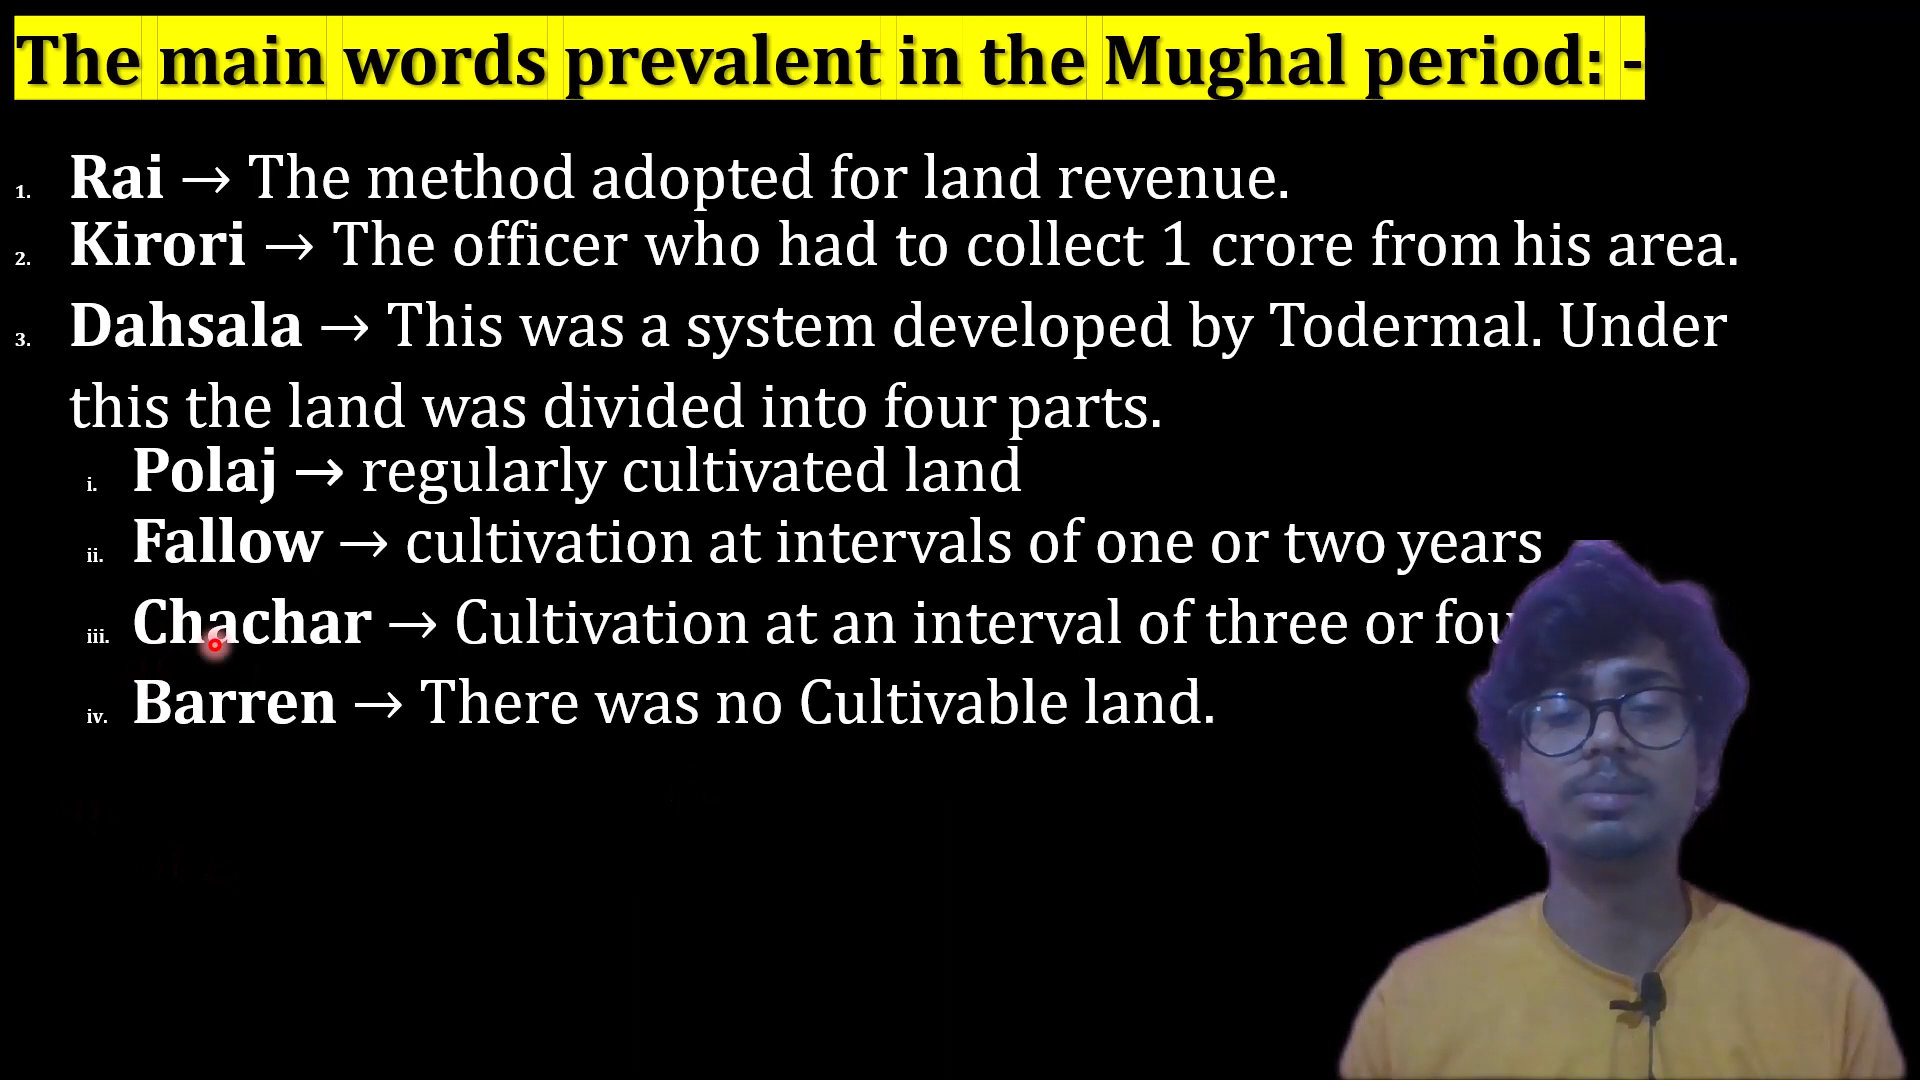 The main words prevalent in the Mughal period: -
1. Rai → The method adopted for land revenue.
2. Kirori → The officer who had to collect 1 crore from his area.
3. Dahsala → This was a system developed by Todermal. Under
this the land was divided into four parts.
i. Polaj → regularly cultivated land
ii. Fallow → cultivation at intervals of one or two years
iii. Chachar → Cultivation at an interval of three or
iv. Barren → There was no Cultivable land.